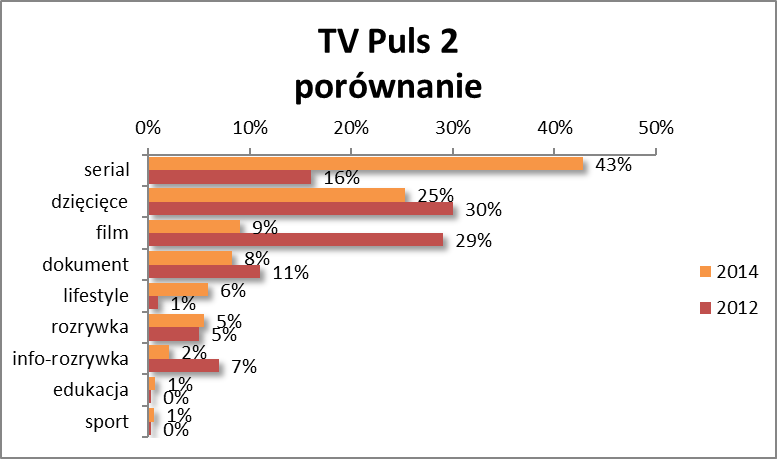 TV Puls 2
porównanie
0% 10% 20% 30% 40% 50%
serial 43%
16%
dzięcięce 25%
30%
film 9%
29%
dokument 8%
11%
lifestyle 6%
1%
rozrywka 5%
5%
info-rozrywka 2%
7%
edukacja 1%
0%
sport 1%
0%
2014
2012